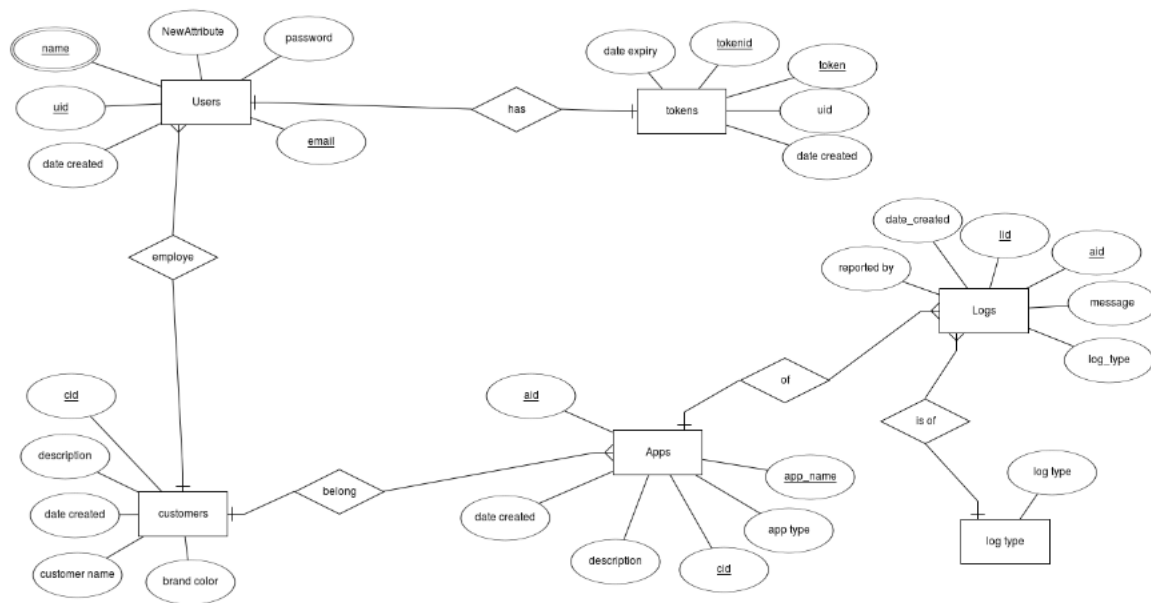 NewAttribute
name
password
tokenid
date expiry
token
Users
uid
has
tokens
uid
email
date created
date created
date_created
lid
aid
employe
reported by
message
Logs
log_type
of
cid
aid
is of
description
Apps
log type
app_name
belong
date created
customers
date created
app type
log type
description
customer name
brand color
cid